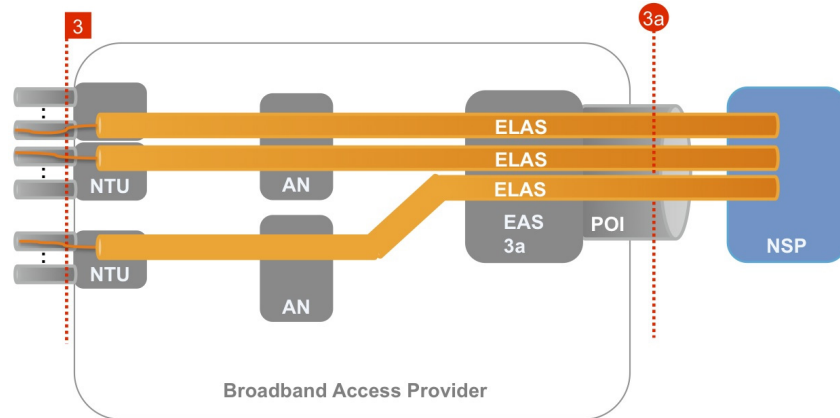 3
3a
ELAS
ELAS
NTU
AN
ELAS
EAS
3a
POI
NSP
NTU
AN
Broadband Access Provider